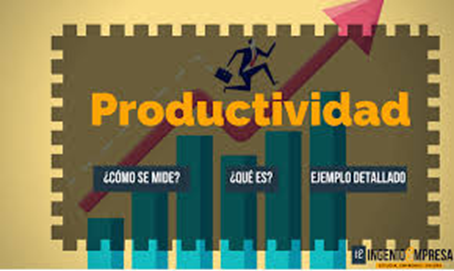 Productividad
¿CÓMO SE MIDE? ¿QUÉ ES? EJEMPLO DETALLADO
INGENIO EMPRESA